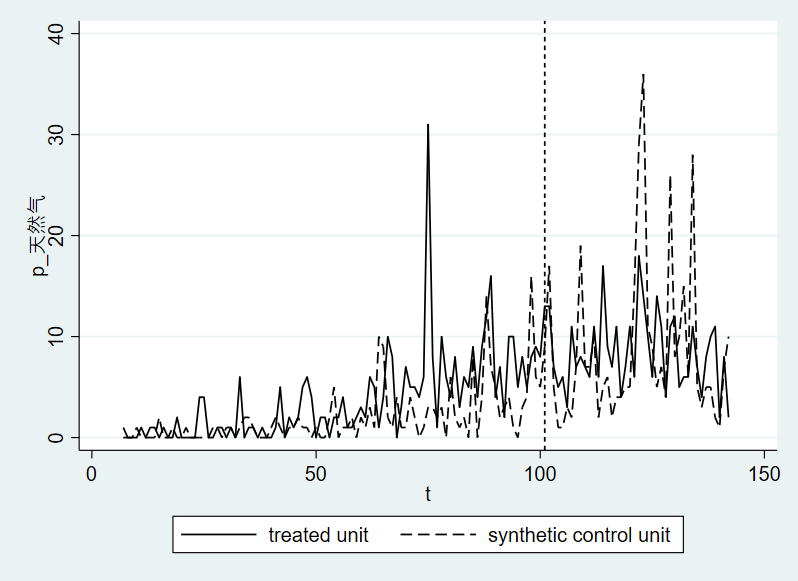 40
30
20
10
0
p_天然气
0
50
100
150
t
treated unit
synthetic control unit